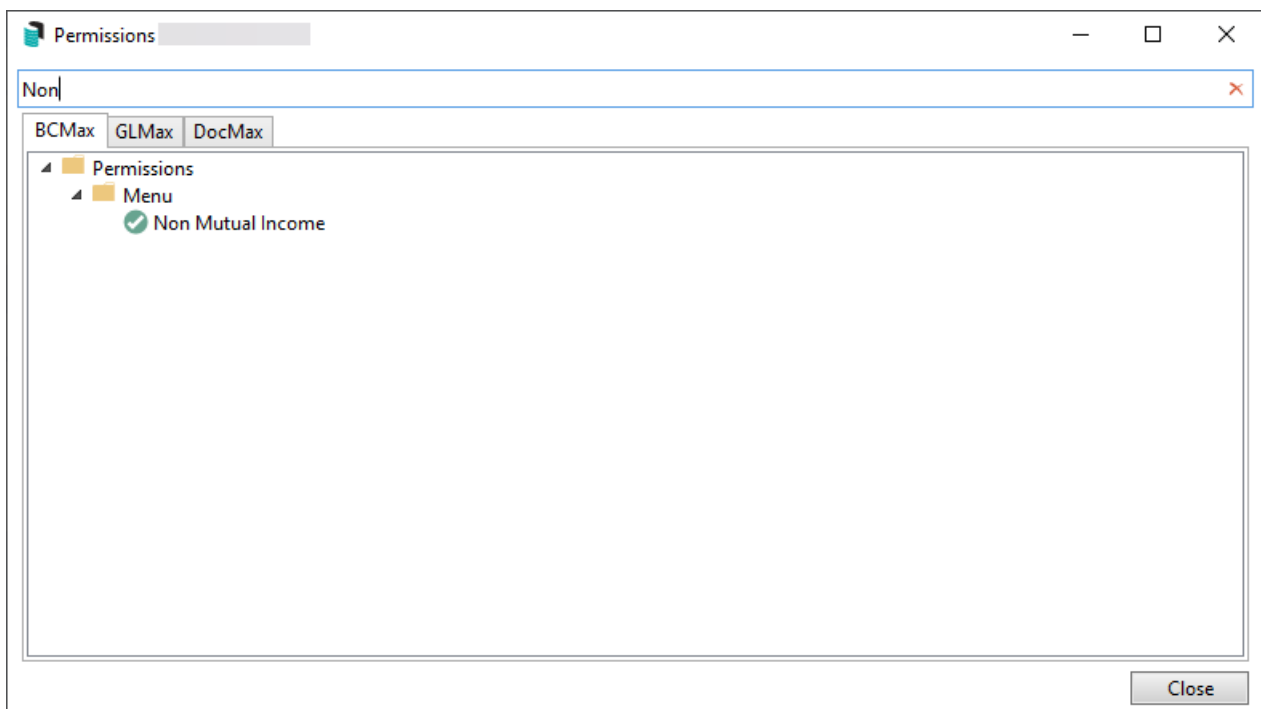 Permissions
Non
BCMax GLMax DocMax
Permissions
Menu
Non Mutual Income
Close